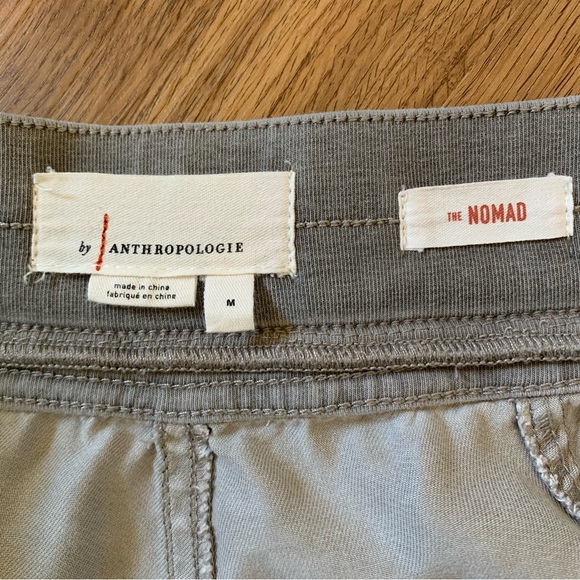 by ANTHROPOLOGIE
THE NOMAD
made in china
fabriqué en chine
M